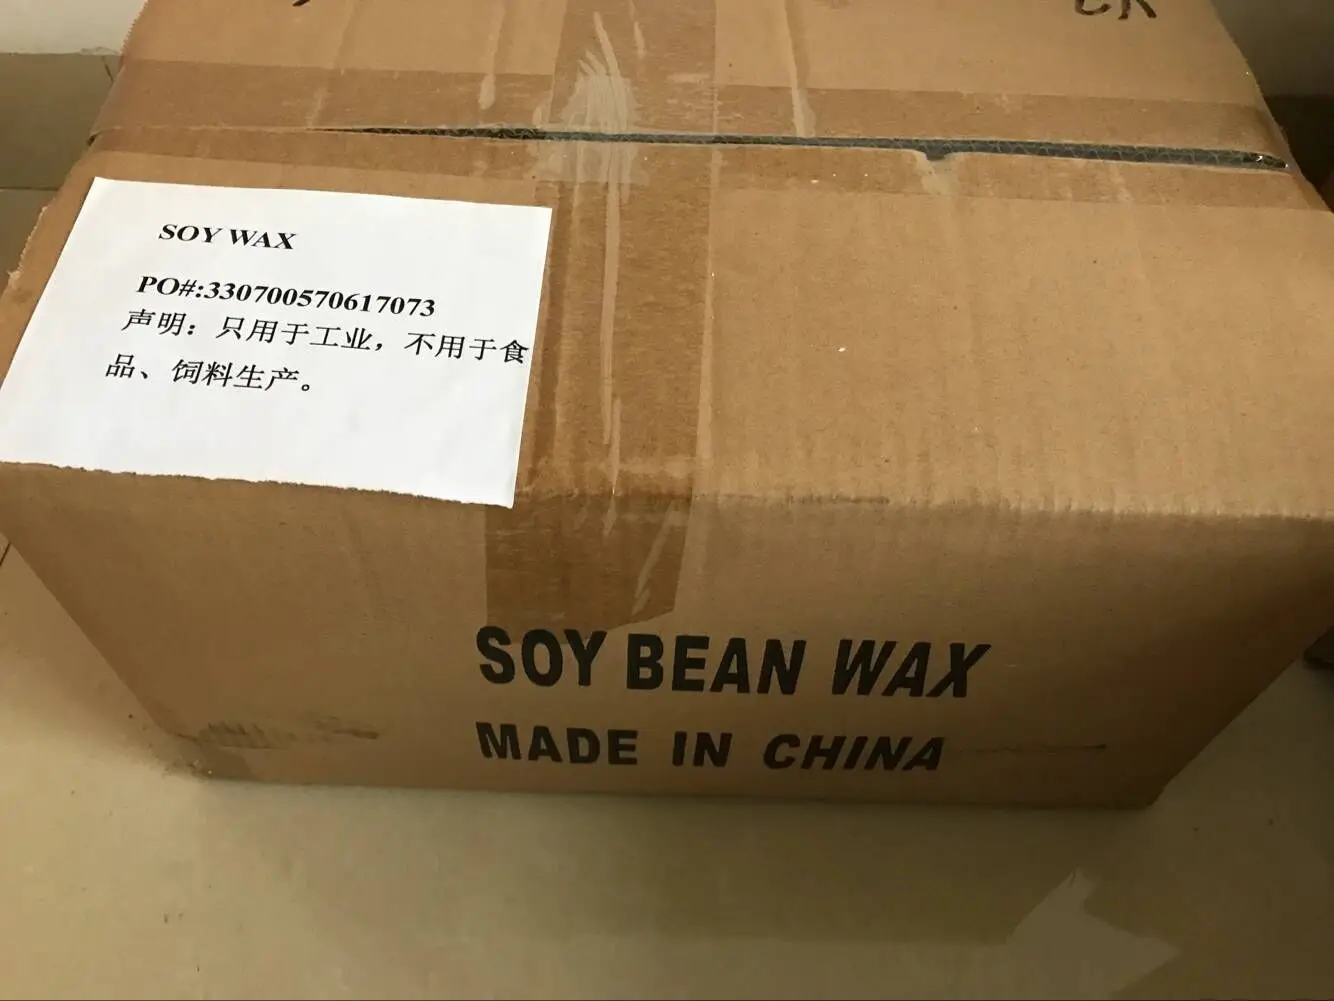 SOY WAX
PO#:330700570617073
声明：只用于工业，不用于食
品、饲料生产。
SOY BEAN WAX
MADE IN CHINA